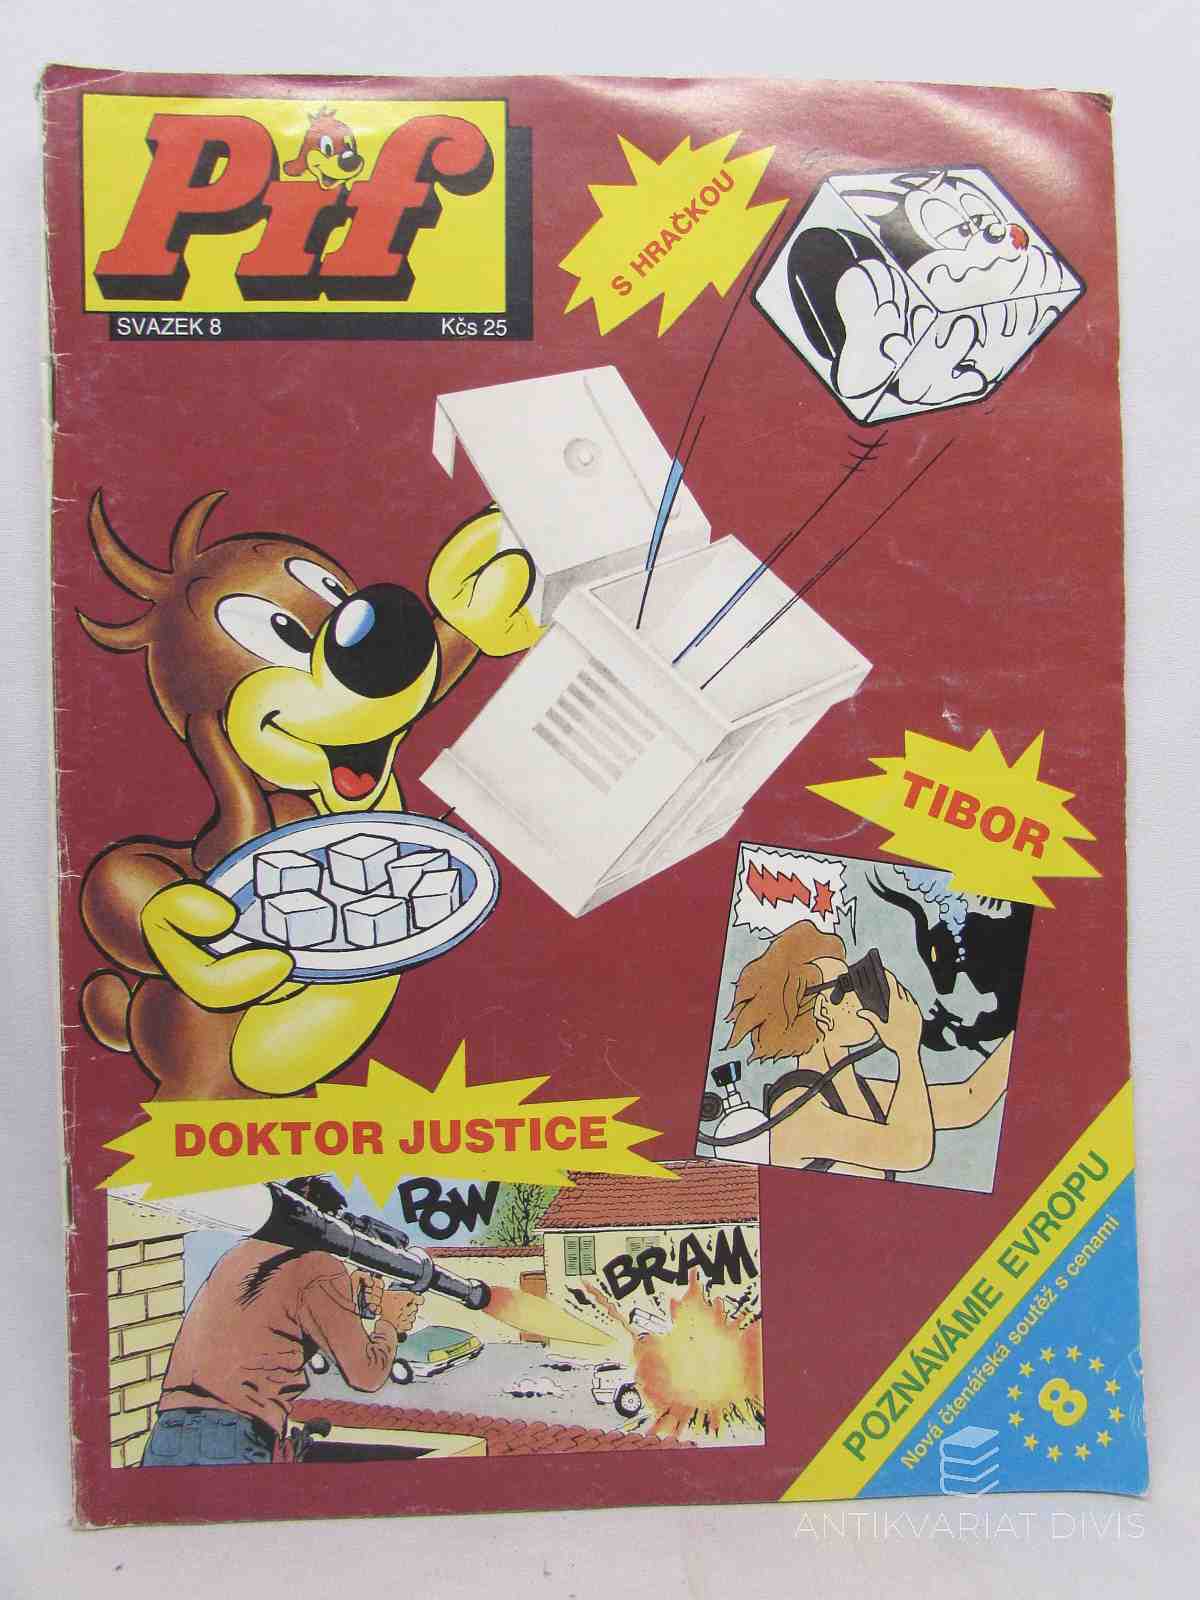 Pif
SVAZEK 8
Kčs 25
S HRAČKOU
TIBOR
DOKTOR JUSTICE
POW
BRAM
POZNÁVÁME EVROPU
Nová čtenářská soutěž s cenami
8
ANTIKVARIAT DIVIS